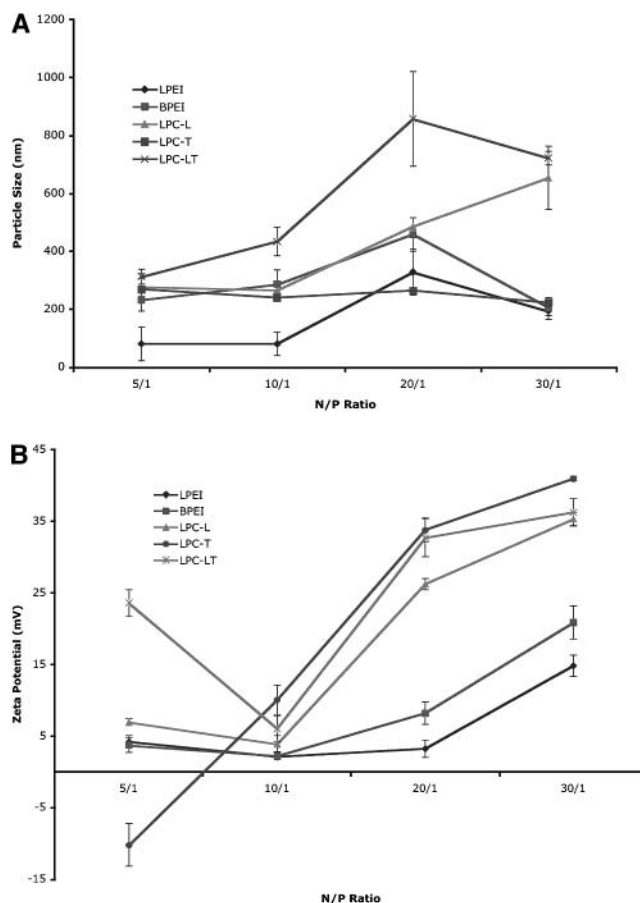 A
1200
1000
800
600
400
200
0
Particle Size (nm)
LPEI
BPEI
LPC-L
LPC-T
LPC-LT
5/1 10/1 20/1 30/1
N/P Ratio
B
45
35
25
15
5
-5
-15
Zeta Potential (mV)
LPEI
BPEI
LPC-L
LPC-T
LPC-LT
5/1 10/1 20/1 30/1
N/P Ratio